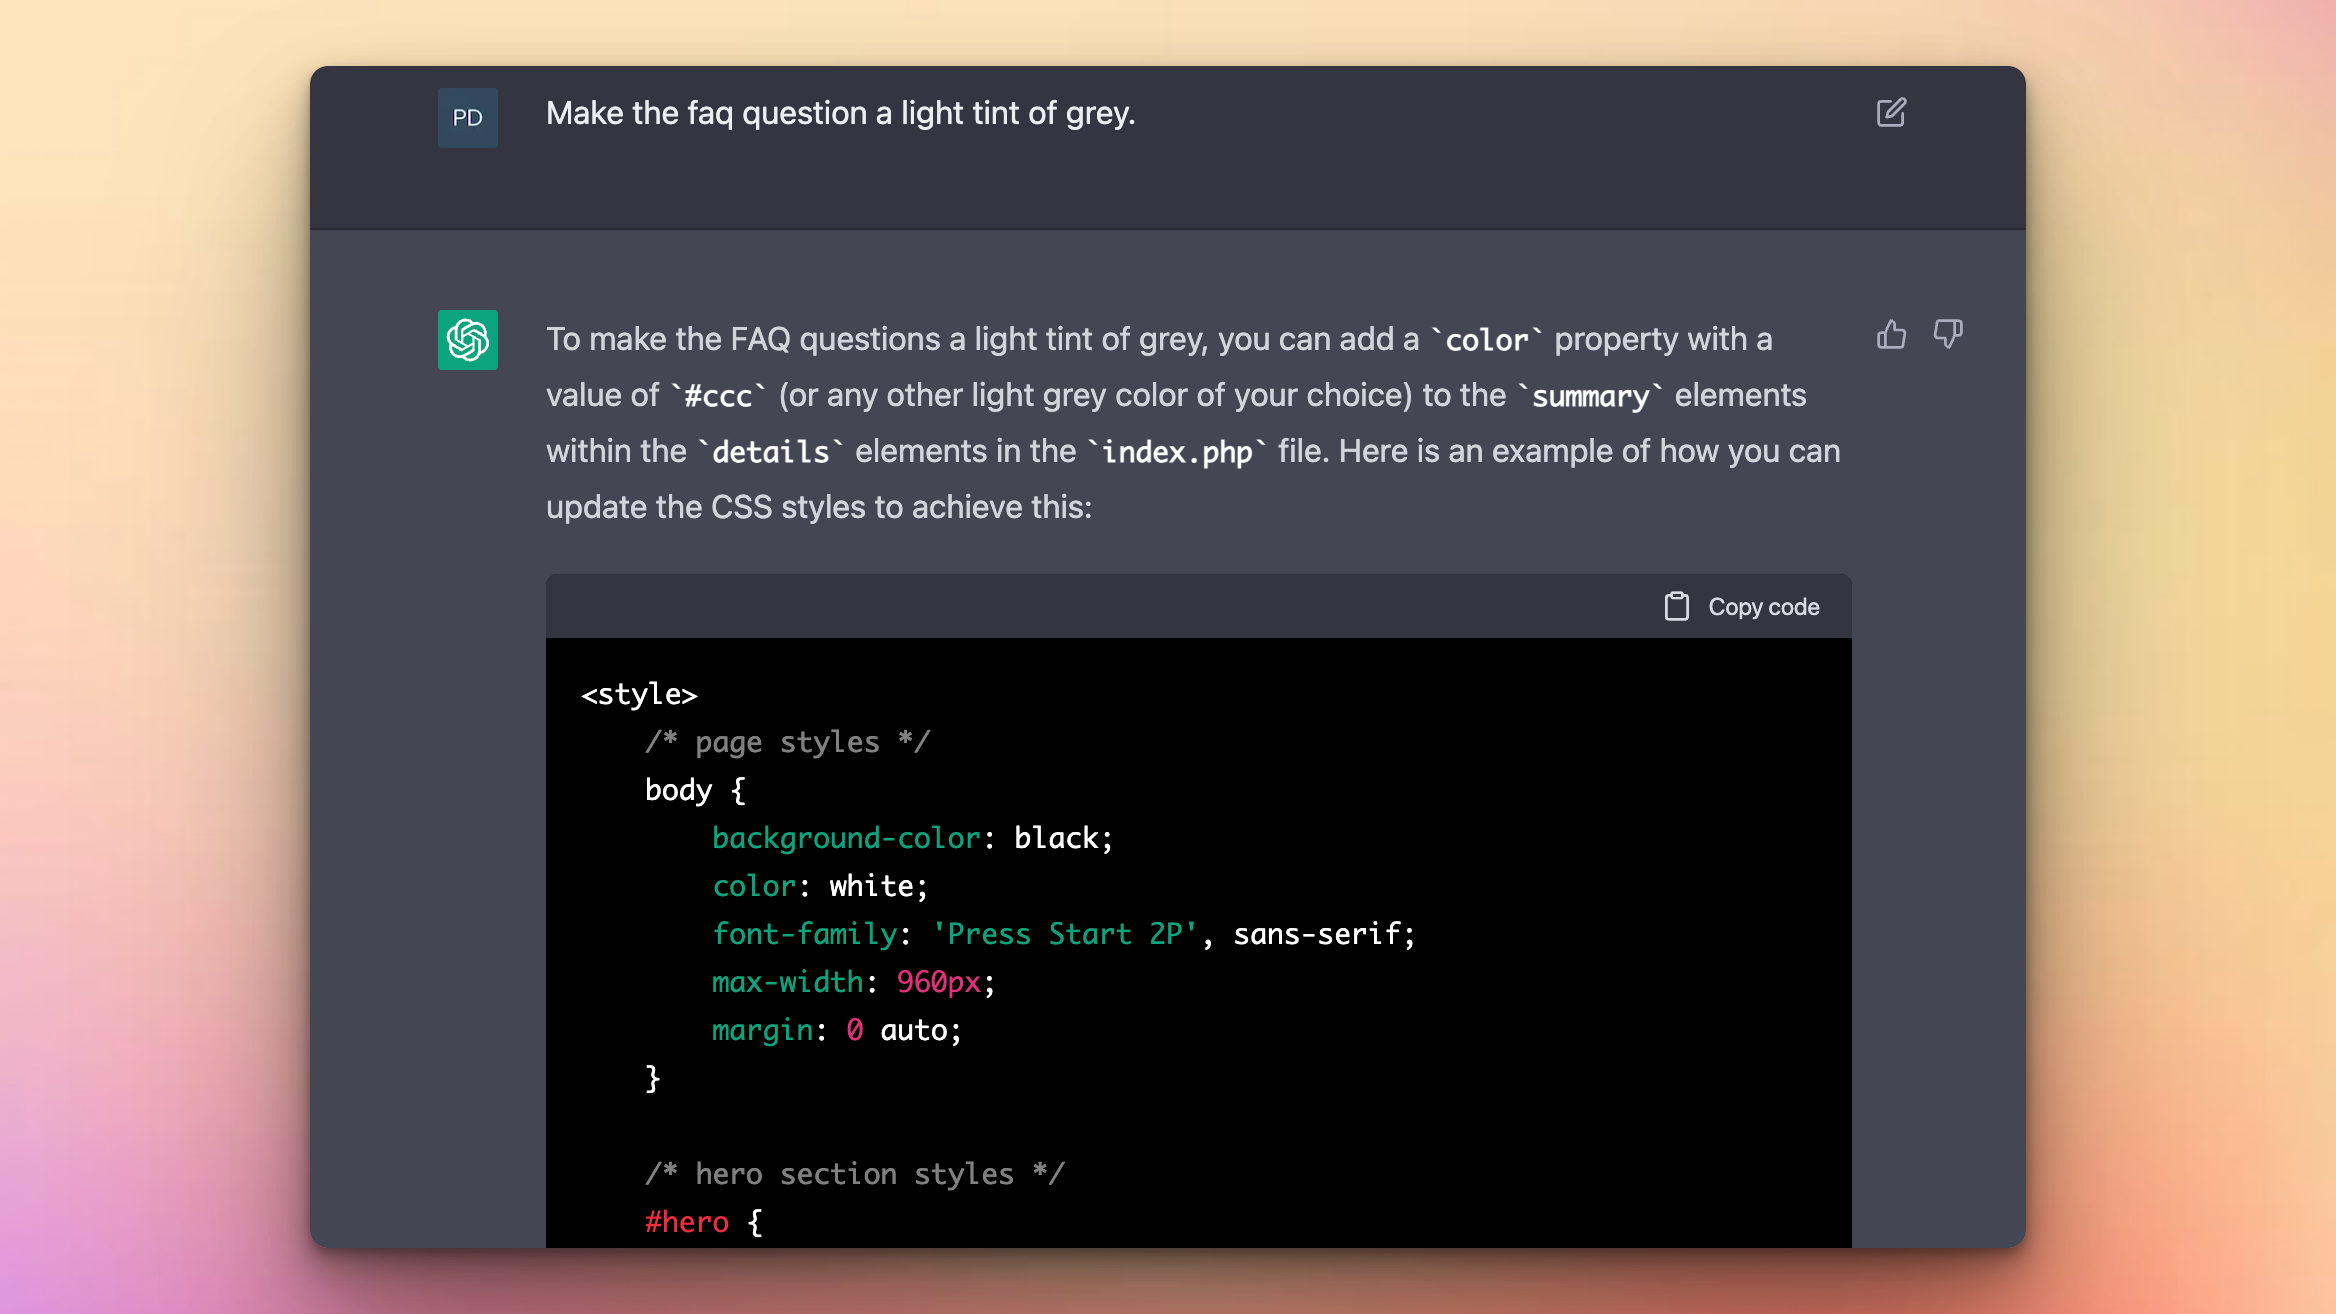 PD
Make the faq question a light tint of grey.
To make the FAQ questions a light tint of grey, you can add a `color` property with a
value of `#ccc` (or any other light grey color of your choice) to the `summary` elements
within the `details` elements in the `index.php` file. Here is an example of how you can
update the CSS styles to achieve this:
Copy code
<style>
/* page styles */
body {
background-color: black;
color: white;
font-family: 'Press Start 2P', sans-serif;
max-width: 960px;
margin: 0 auto;
}
/* hero section styles */
#hero {